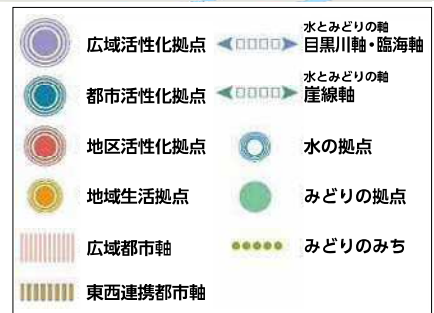 広域活性化拠点
都市活性化拠点
地区活性化拠点
地域生活拠点
広域都市軸
東西連携都市軸
水とみどりの軸
目黒川軸・臨海軸
水とみどりの軸
崖線軸
水の拠点
みどりの拠点
みどりのみち